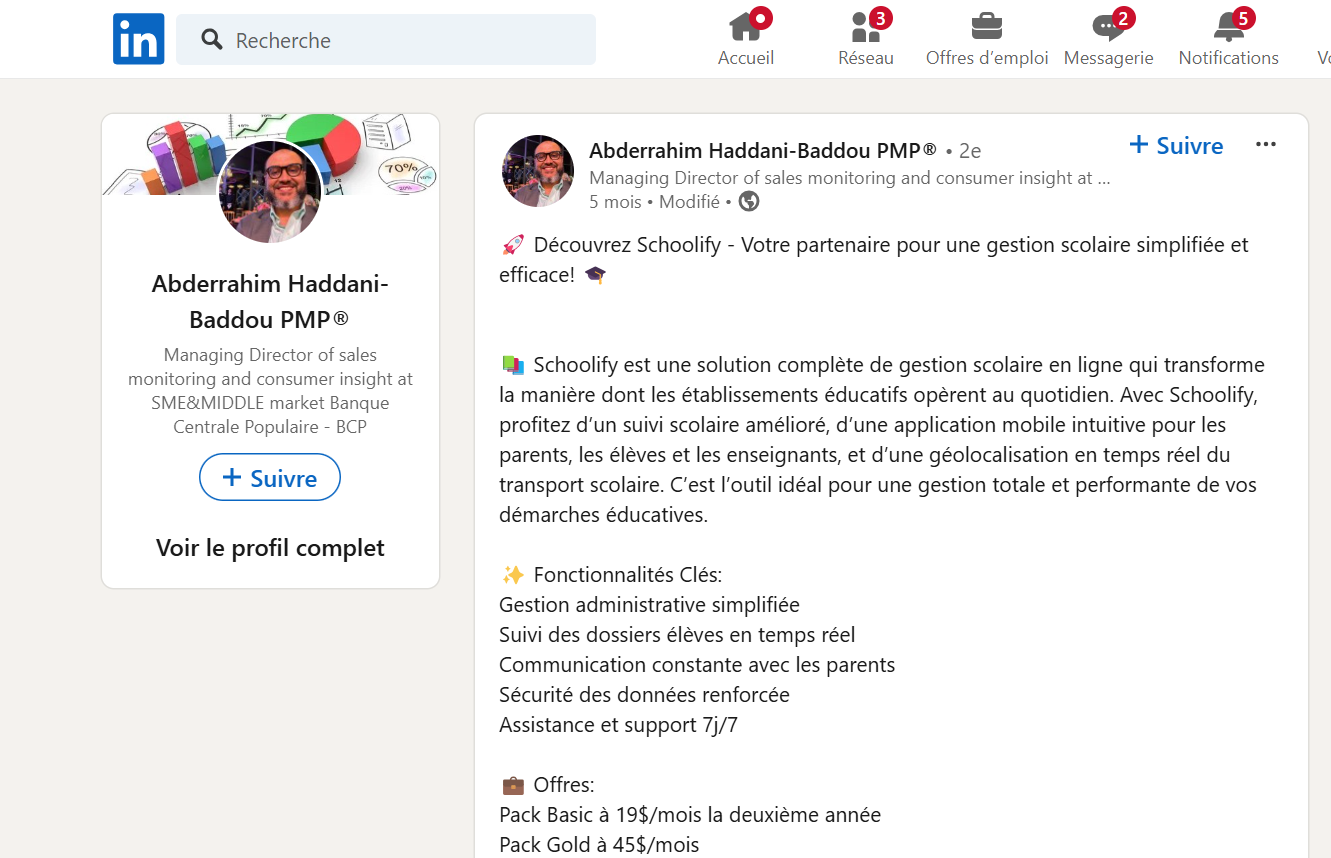 in
Recherche
Accueil
3
Réseau
Offres d’emploi
2
Messagerie
5
Notifications
70%
20%
Abderrahim Haddani-
Baddou PMP®
Managing Director of sales
monitoring and consumer insight at
SME&MIDDLE market Banque
Centrale Populaire - BCP
+ Suivre
Voir le profil complet
Abderrahim Haddani-Baddou PMP® • 2e
+ Suivre ...
Managing Director of sales monitoring and consumer insight at ...
5 mois • Modifié •
🚀 Découvrez Schoolify - Votre partenaire pour une gestion scolaire simplifiée et
efficace! 🎓
📚 Schoolify est une solution complète de gestion scolaire en ligne qui transforme
la manière dont les établissements éducatifs opèrent au quotidien. Avec Schoolify,
profitez d’un suivi scolaire amélioré, d’une application mobile intuitive pour les
parents, les élèves et les enseignants, et d’une géolocalisation en temps réel du
transport scolaire. C’est l’outil idéal pour une gestion totale et performante de vos
démarches éducatives.
✨ Fonctionnalités Clés:
Gestion administrative simplifiée
Suivi des dossiers élèves en temps réel
Communication constante avec les parents
Sécurité des données renforcée
Assistance et support 7j/7
💼 Offres:
Pack Basic à 19$/mois la deuxième année
Pack Gold à 45$/mois